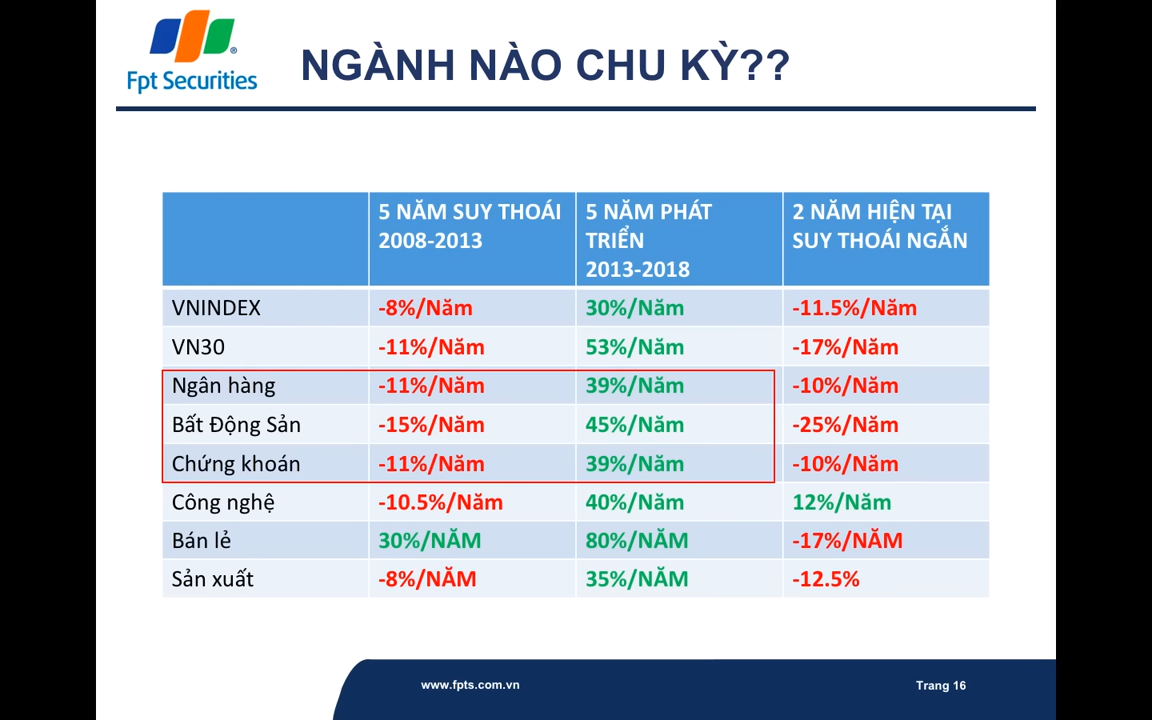 Fpt Securities
NGÀNH NÀO CHU KỲ??
5 NĂM SUY THOÁI 2008-2013 5 NĂM PHÁT TRIỂN 2013-2018 2 NĂM HIỆN TẠI SUY THOÁI NGẮN
VNINDEX -8%/Năm 30%/Năm -11.5%/Năm
VN30 -11%/Năm 53%/Năm -17%/Năm
Ngân hàng -11%/Năm 39%/Năm -10%/Năm
Bất Động Sản -15%/Năm 45%/Năm -25%/Năm
Chứng khoán -11%/Năm 39%/Năm -10%/Năm
Công nghệ -10.5%/Năm 40%/Năm 12%/Năm
Bán lẻ 30%/NĂM 80%/NĂM -17%/NĂM
Sản xuất -8%/NĂM 35%/NĂM -12.5%
www.fpts.com.vn Trang 16